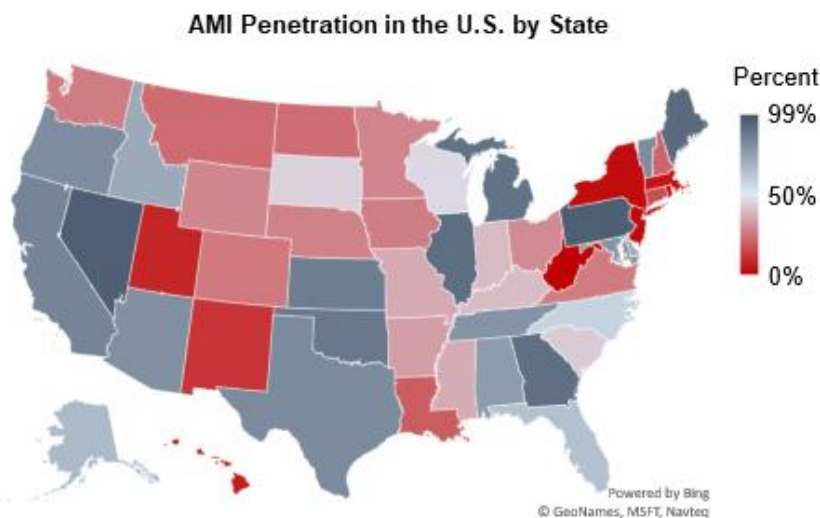 AMI Penetration in the U.S. by State
Percent
99%
50%
0%
Powered by Bing
© GeoNames, MSFT, Navteq